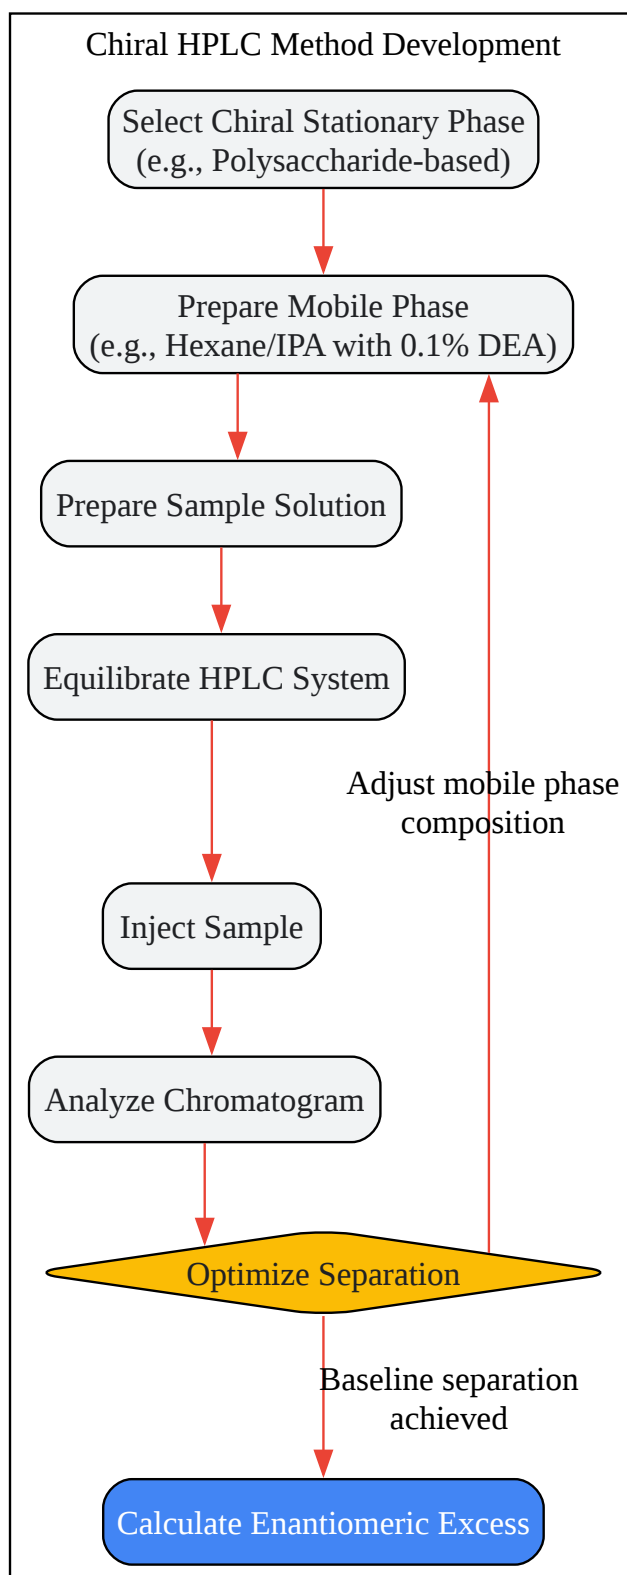 Chiral HPLC Method Development
Select Chiral Stationary Phase
(e.g., Polysaccharide-based)
Prepare Mobile Phase
(e.g., Hexane/IPA with 0.1% DEA)
Prepare Sample Solution
Equilibrate HPLC System
Adjust mobile phase
composition
Inject Sample
Analyze Chromatogram
Optimize Separation
Baseline separation
achieved
Calculate Enantiomeric Excess